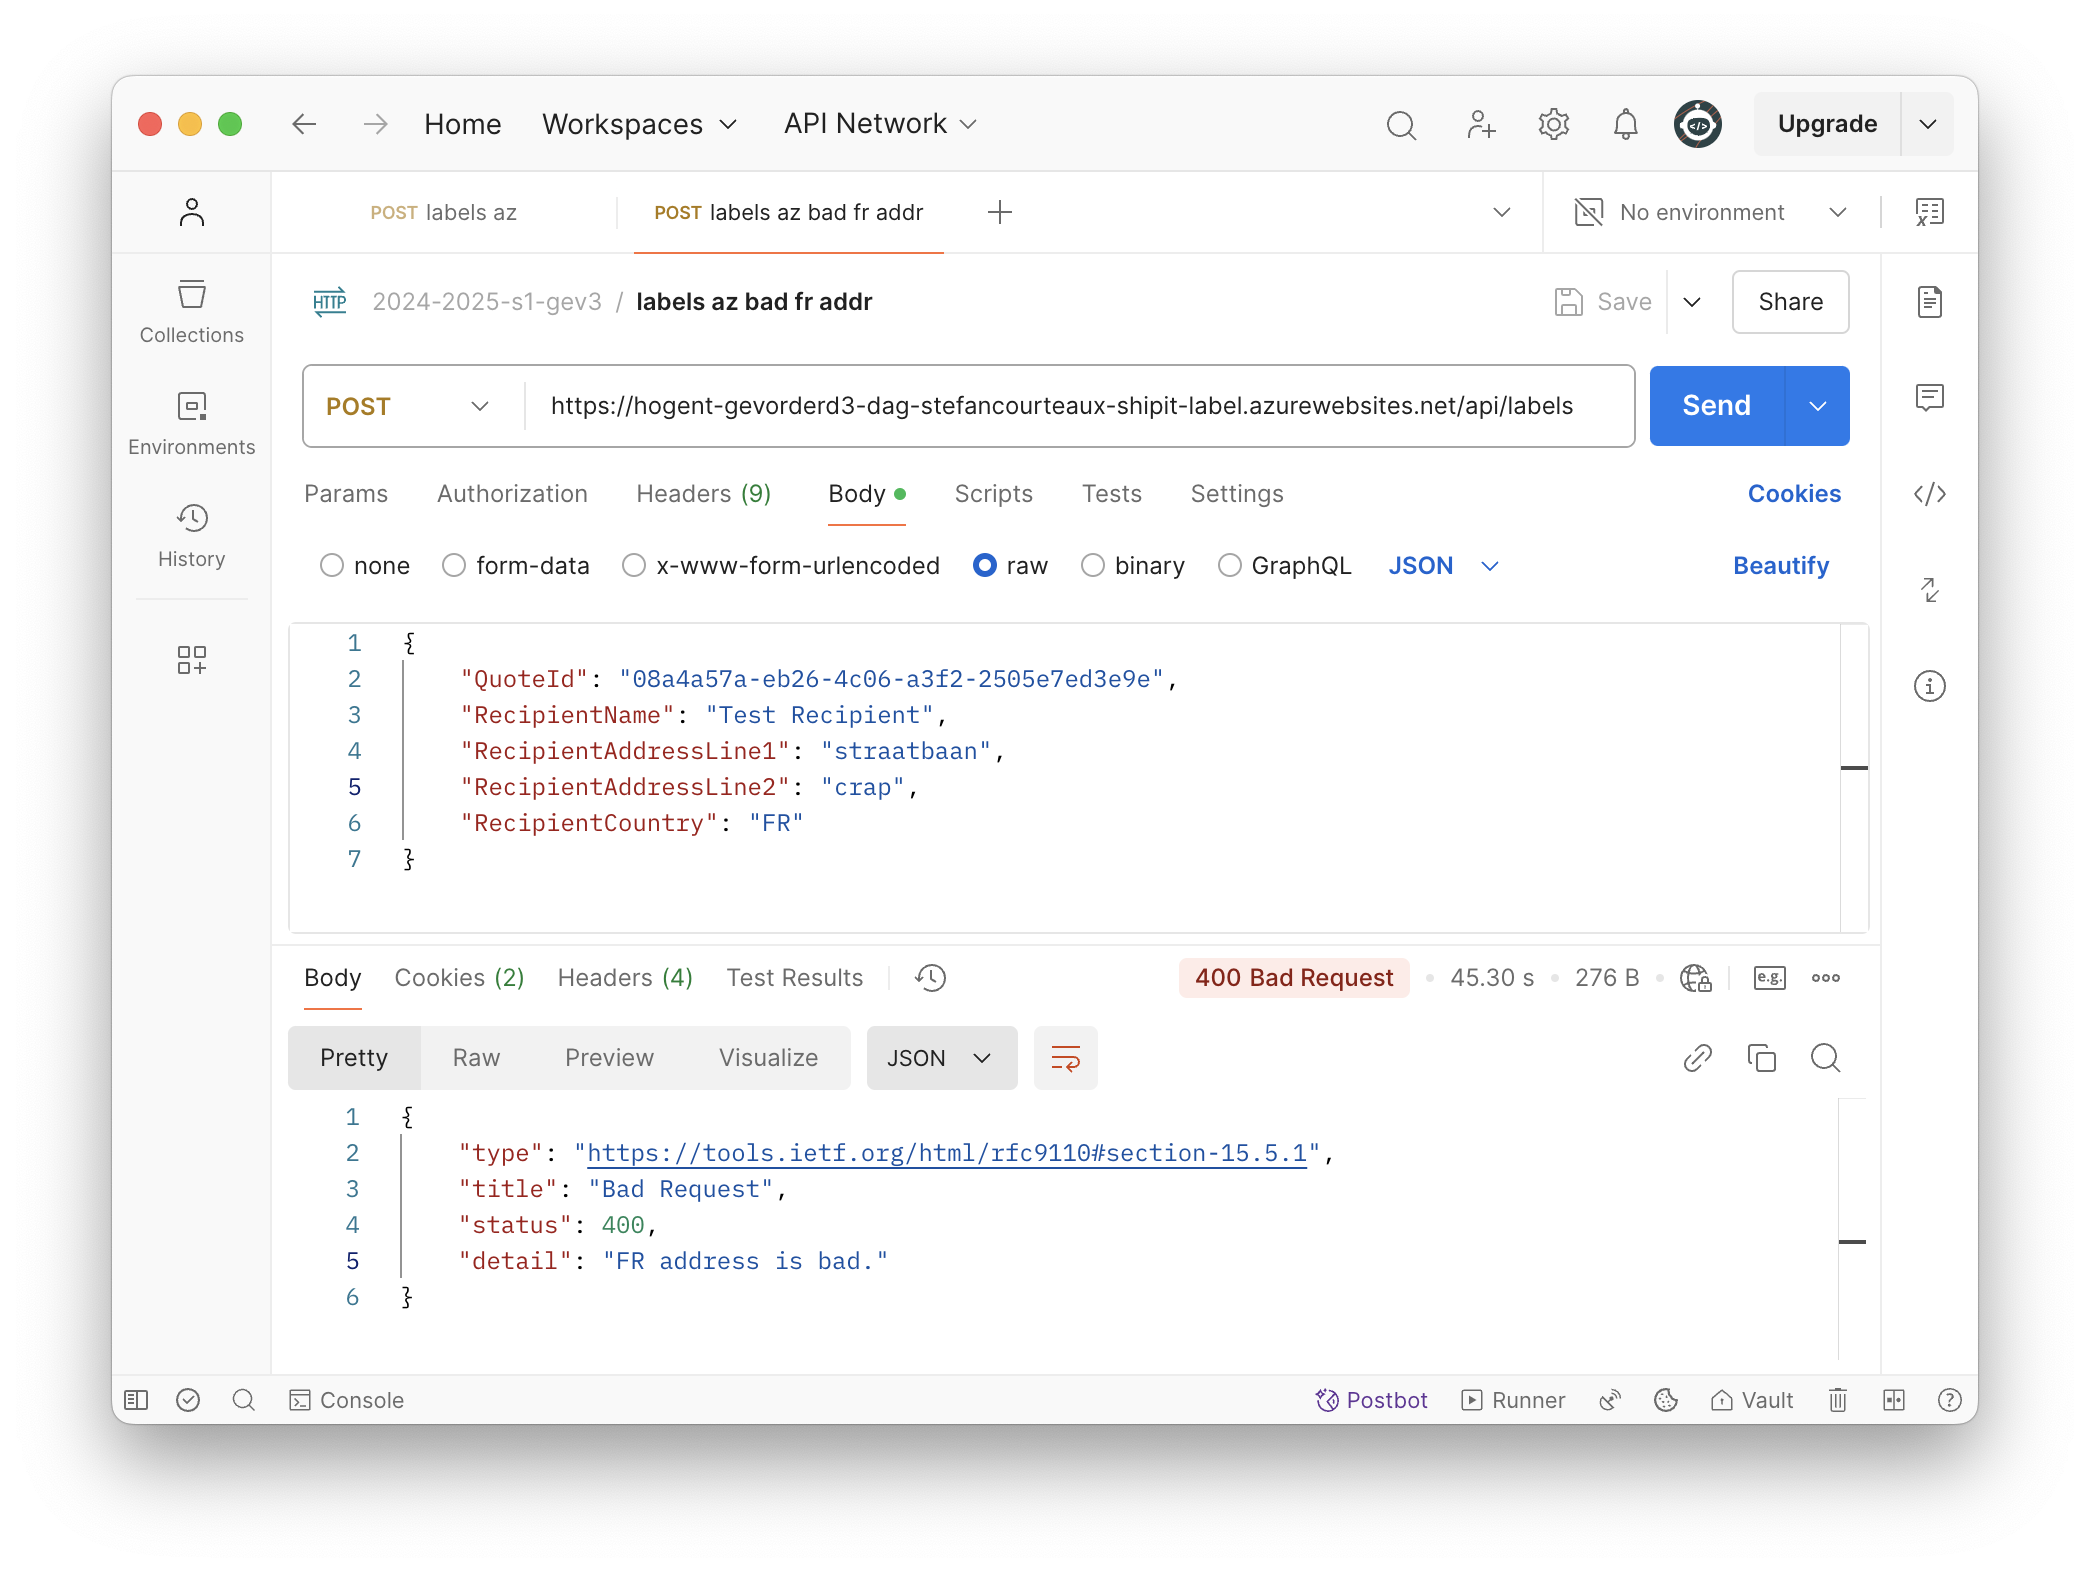 Home Workspaces API Network Upgrade
POST labels az POST labels az bad fr addr No environment
HTTP 2024-2025-s1-gev3 / labels az bad fr addr Save Share
Collections
Environments
History
POST https://hogent-gevorderd3-dag-stefancourteaux-shipit-label.azurewebsites.net/api/labels Send
Params Authorization Headers (9) Body Scripts Tests Settings Cookies
none form-data x-www-form-urlencoded raw binary GraphQL JSON Beautify
1 {
2 "QuoteId": "08a4a57a-eb26-4c06-a3f2-2505e7ed3e9e",
3 "RecipientName": "Test Recipient",
4 "RecipientAddressLine1": "straatbaan",
5 "RecipientAddressLine2": "crap",
6 "RecipientCountry": "FR"
7 }
Body Cookies (2) Headers (4) Test Results 400 Bad Request 45.30 s 276 B e.g.
Pretty Raw Preview Visualize JSON
1 {
2 "type": "https://tools.ietf.org/html/rfc9110#section-15.5.1",
3 "title": "Bad Request",
4 "status": 400,
5 "detail": "FR address is bad."
6 }
Console Postbot Runner Vault